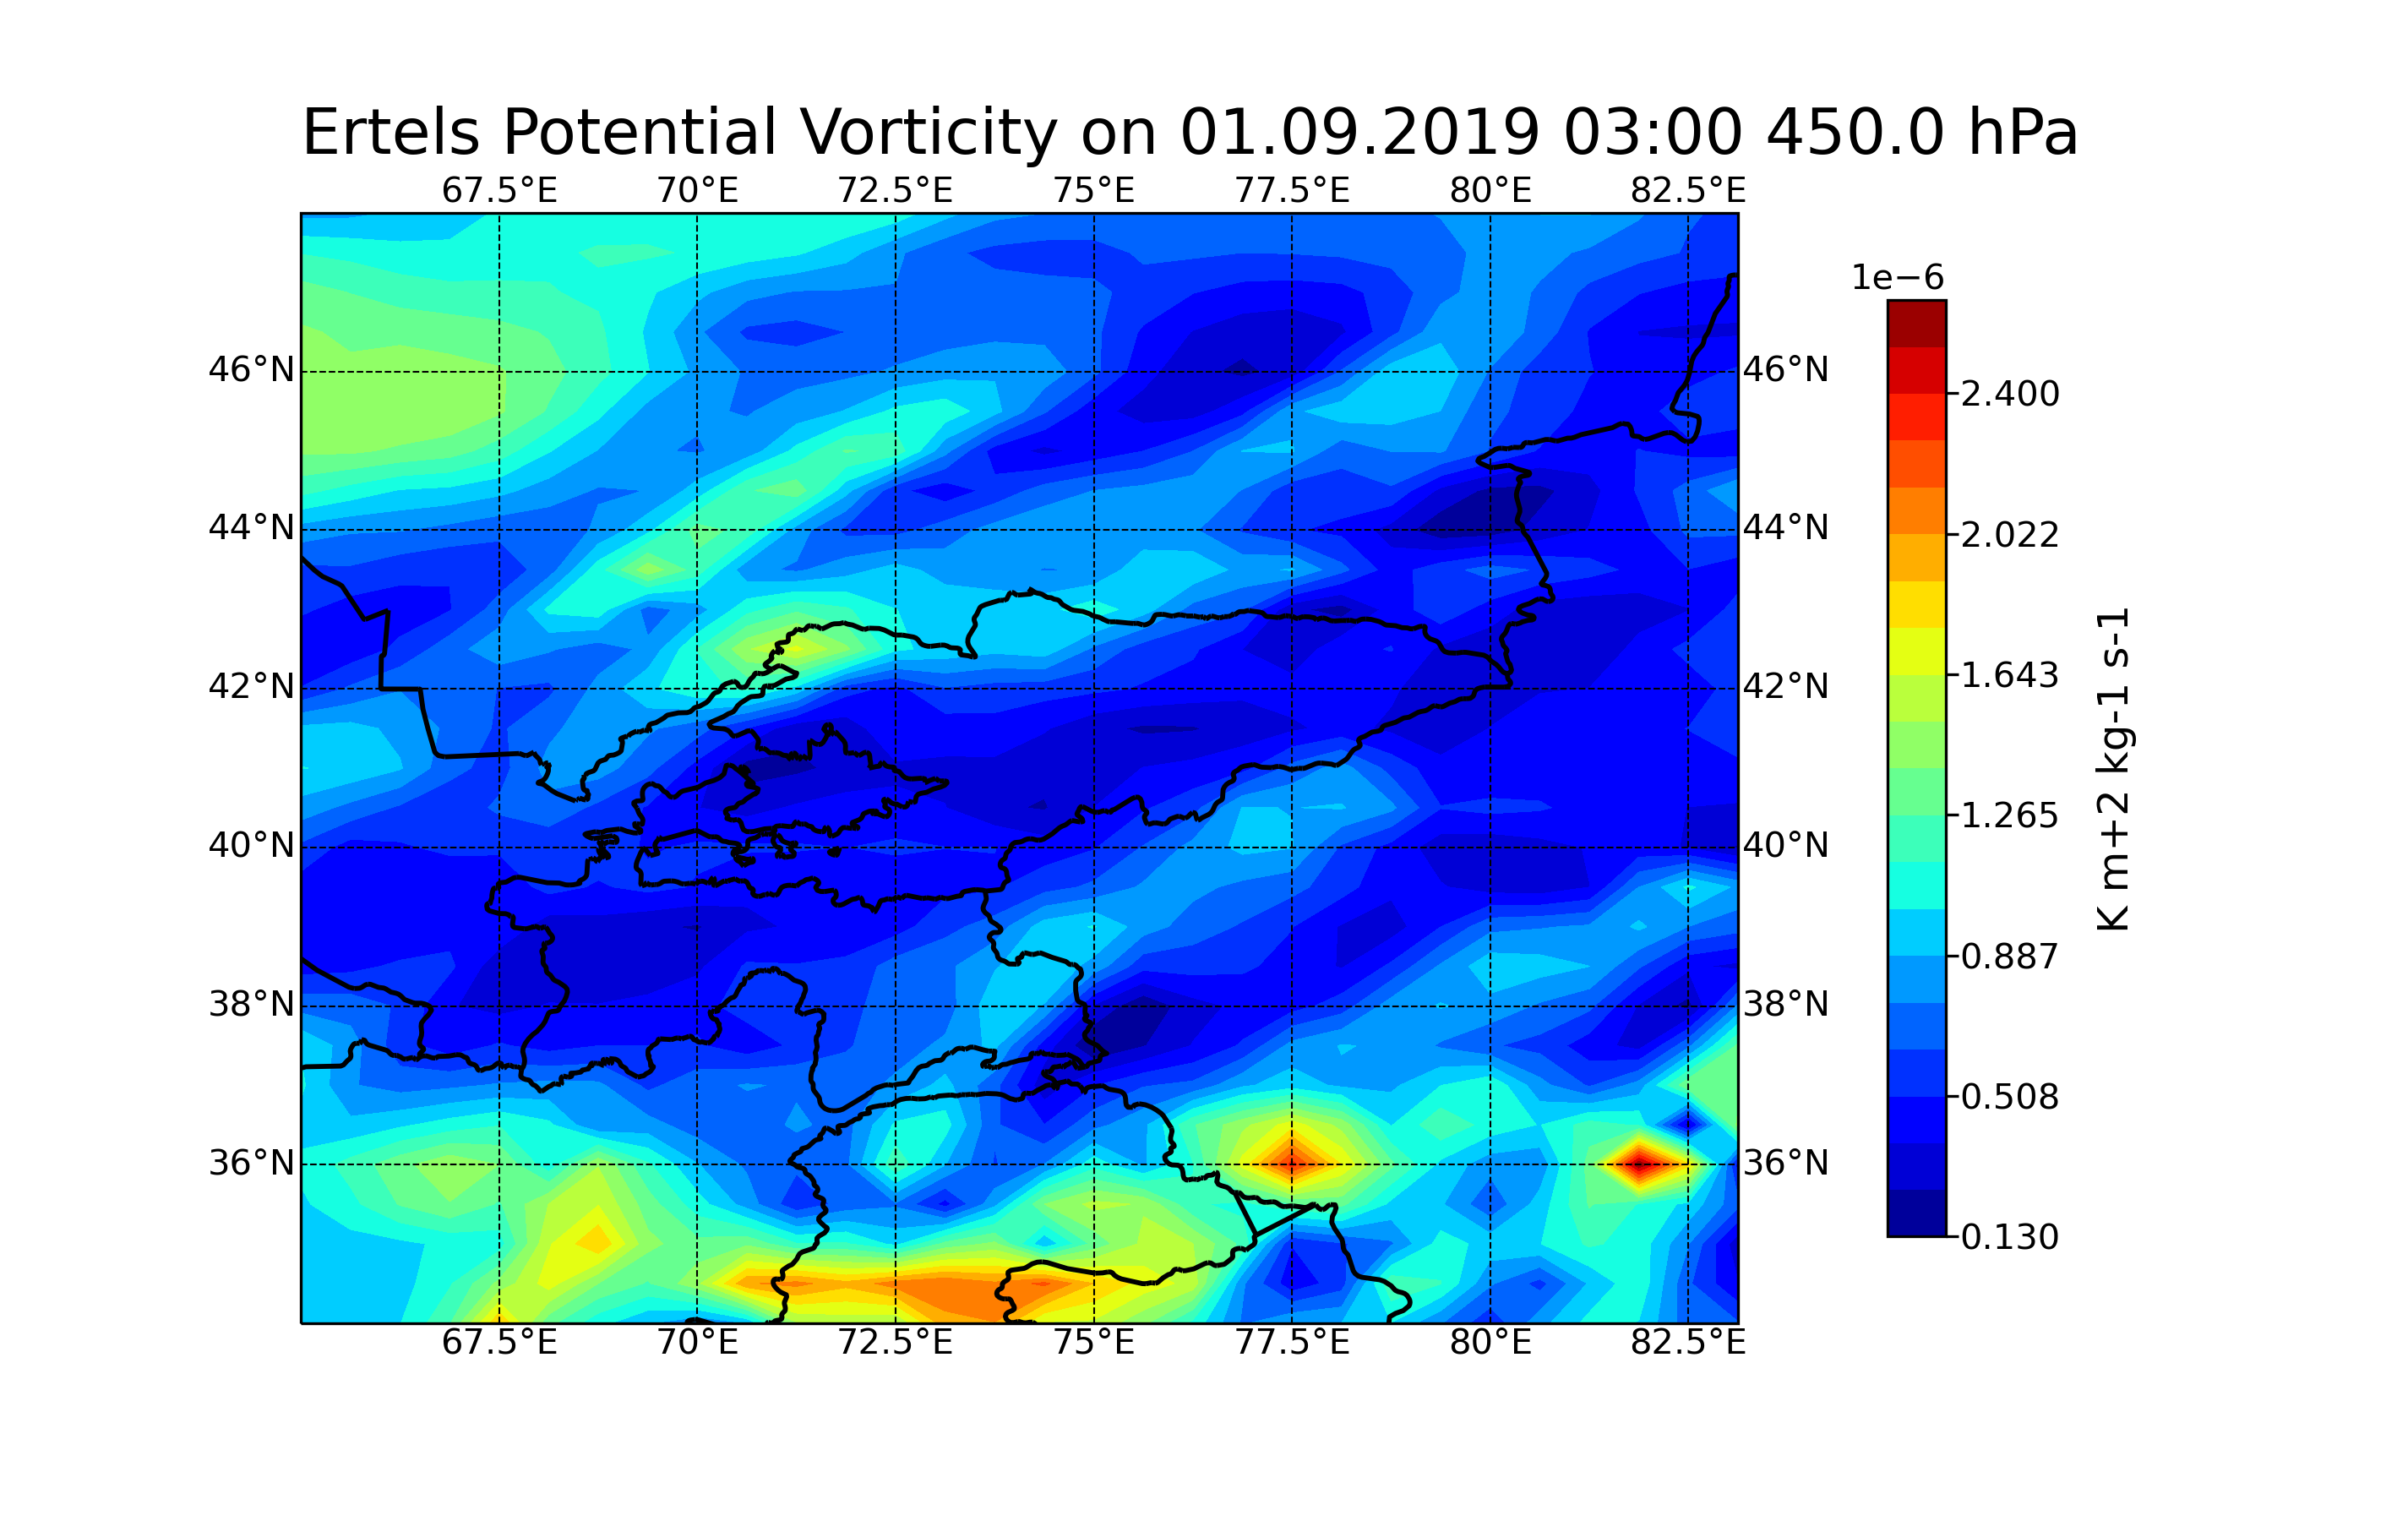 Ertels Potential Vorticity on 01.09.2019 03:00 450.0 hPa
67.5°E 70°E 72.5°E 75°E 77.5°E 80°E 82.5°E
1e−6
46°N 46°N
2.400
44°N 44°N
2.022
42°N 42°N
1.643
40°N 40°N
1.265
38°N 38°N
0.887
36°N 36°N
0.508
0.130
K m+2 kg-1 s-1
67.5°E 70°E 72.5°E 75°E 77.5°E 80°E 82.5°E